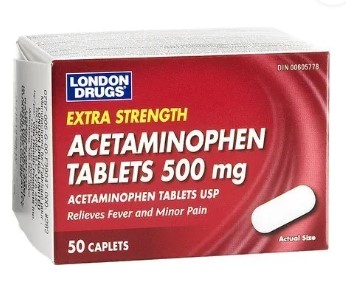 LONDON
DRUGS
DIN 00605778
EXTRA STRENGTH
ACETAMINOPHEN
TABLETS 500 mg
ACETAMINOPHEN TABLETS USP
Relieves Fever and Minor Pain
50 CAPLETS
Actual Size